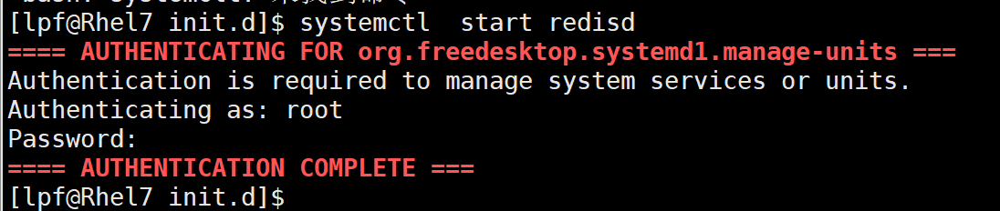 [lpf@Rhel7 init.d]$ systemctl  start redisd
==== AUTHENTICATING FOR org.freedesktop.systemd1.manage-units ===
Authentication is required to manage system services or units.
Authenticating as: root
Password:
==== AUTHENTICATION COMPLETE ===
[lpf@Rhel7 init.d]$